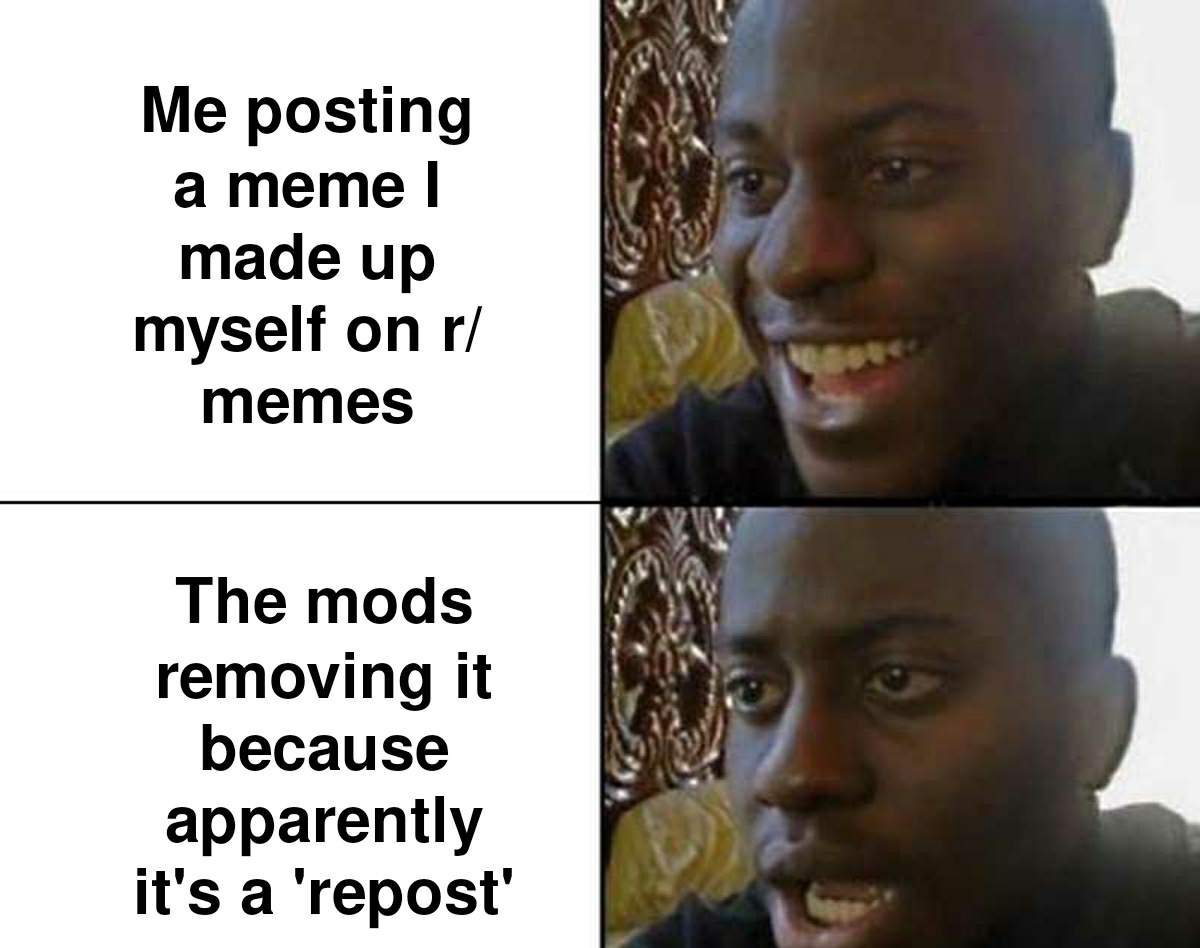 Me posting
a meme I
made up
myself on r/
memes
The mods
removing it
because
apparently
it's a 'repost'